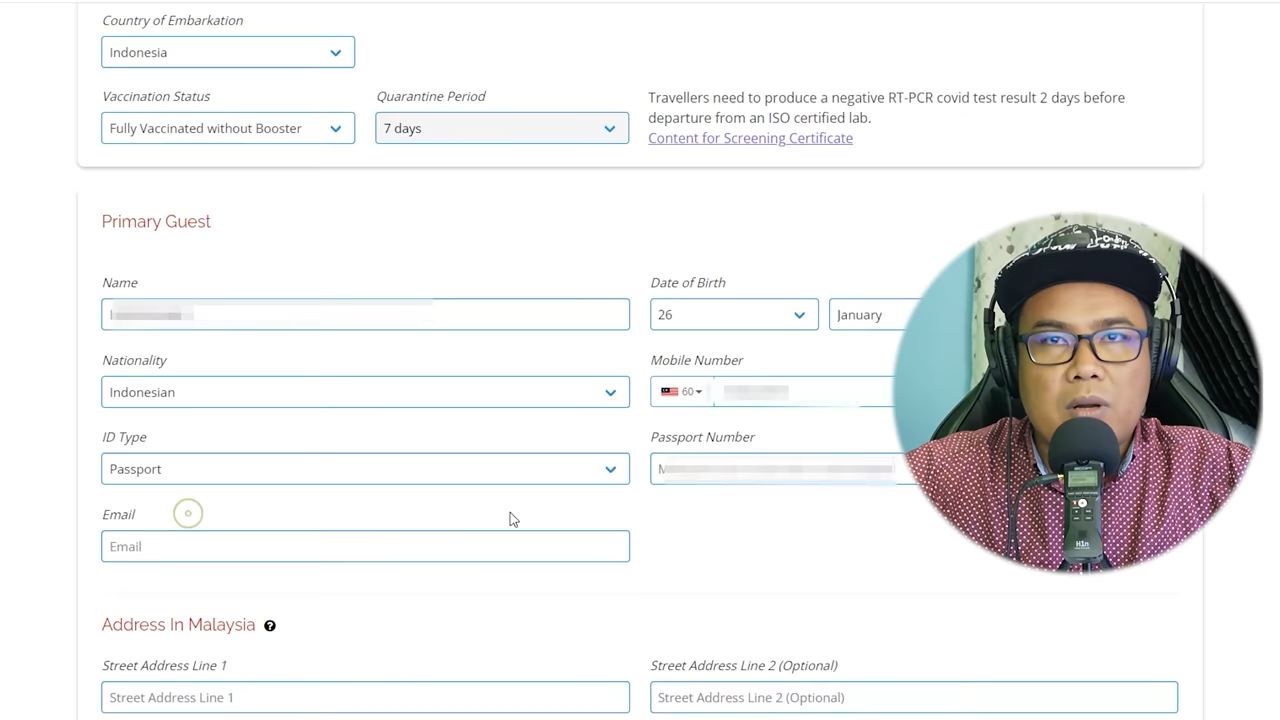 Country of Embarkation
Indonesia
Vaccination Status
Quarantine Period
Fully Vaccinated without Booster
7 days
Travellers need to produce a negative RT-PCR covid test result 2 days before
departure from an ISO certified lab.
Content for Screening Certificate
Primary Guest
Name
Date of Birth
26
January
Nationality
Mobile Number
Indonesian
60
ID Type
Passport Number
Passport
M
Email
Email
Address In Malaysia
Street Address Line 1
Street Address Line 2 (Optional)
Street Address Line 1
Street Address Line 2 (Optional)
H1n